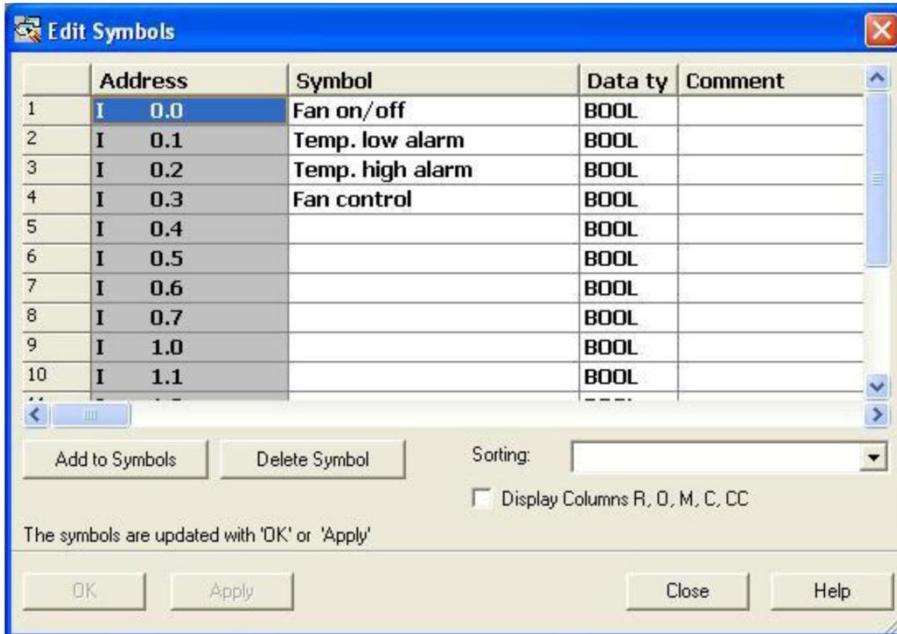 Edit Symbols
Address Symbol Data ty Comment
1 I 0.0 Fan on/off BOOL
2 I 0.1 Temp. low alarm BOOL
3 I 0.2 Temp. high alarm BOOL
4 I 0.3 Fan control BOOL
5 I 0.4 BOOL
6 I 0.5 BOOL
7 I 0.6 BOOL
8 I 0.7 BOOL
9 I 1.0 BOOL
10 I 1.1 BOOL
Add to Symbols Delete Symbol Sorting:
Display Columns R, O, M, C, CC
The symbols are updated with 'OK' or 'Apply'
OK Apply Close Help